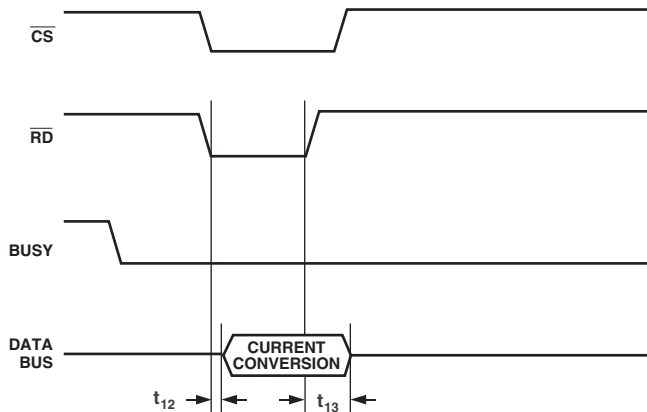 CS
RD
BUSY
DATA
BUS
CURRENT
CONVERSION
t12
t13